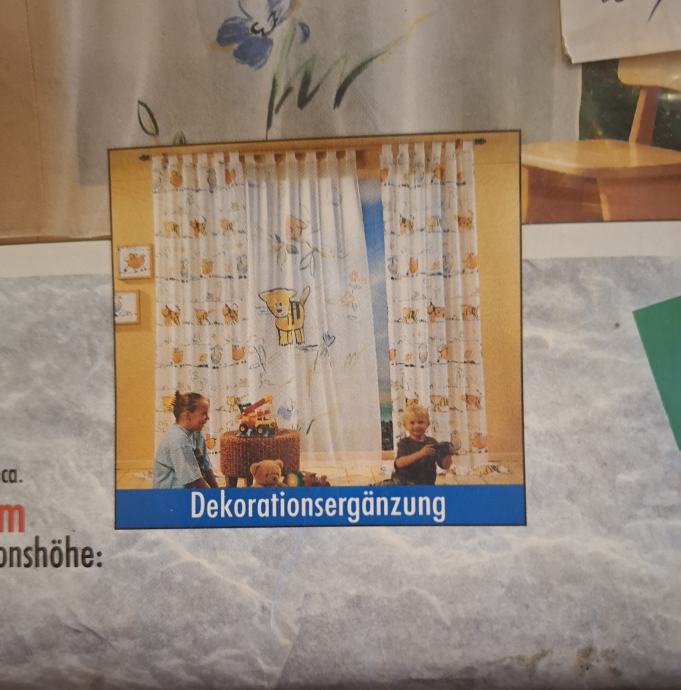 ca.
m
onshöhe:
Dekorationsergänzung